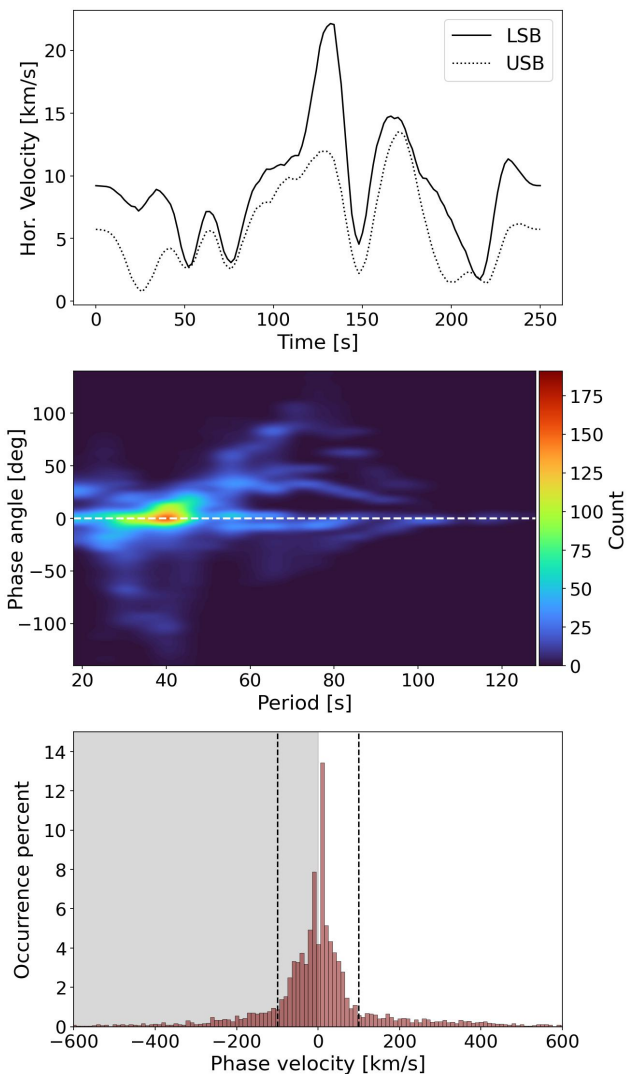 LSB
USB
Hor. Velocity [km/s]
20
15
10
5
0
0 50 100 150 200 250
Time [s]
Phase angle [deg]
100
50
0
−50
−100
20 40 60 80 100 120
Period [s]
175
150
125
100
75
50
25
0
Count
Occurrence percent
14
12
10
8
6
4
2
0
−600 −400 −200 0 200 400 600
Phase velocity [km/s]